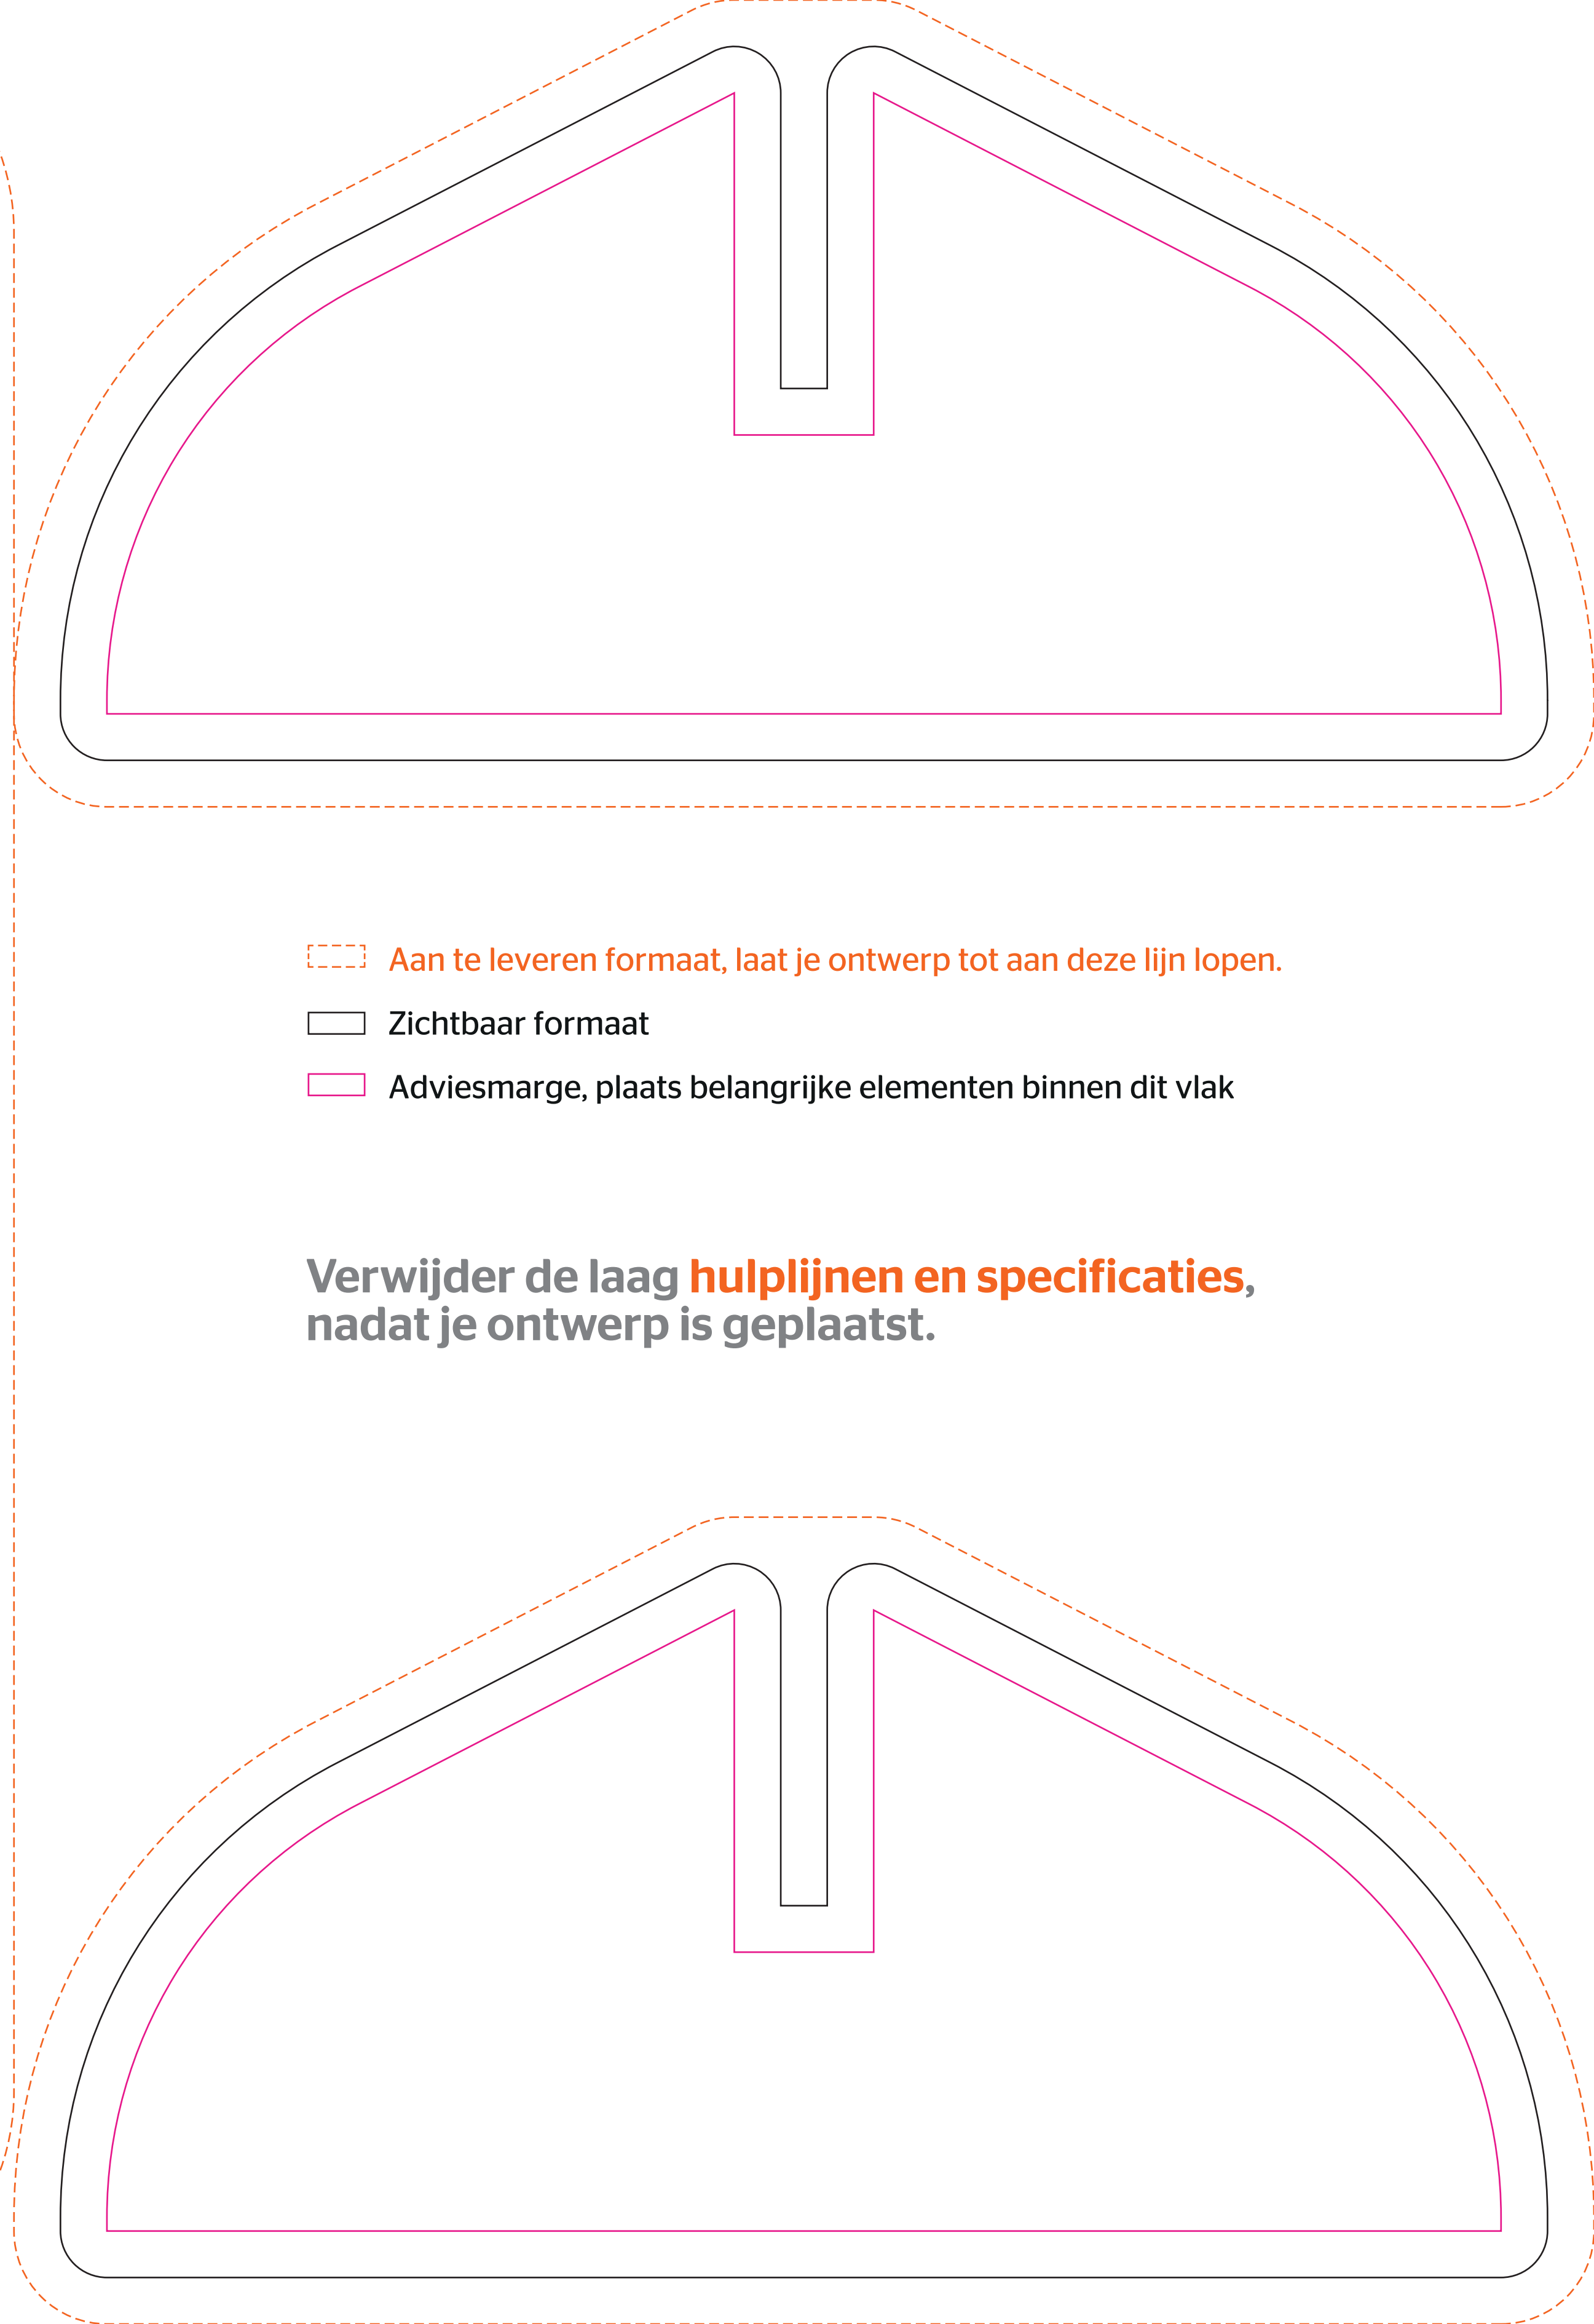 Aan te leveren formaat, laat je ontwerp tot aan deze lijn lopen.
Zichtbaar formaat
Adviesmarge, plaats belangrijke elementen binnen dit vlak
Verwijder de laag hulplijnen en specificaties,
nadat je ontwerp is geplaatst.